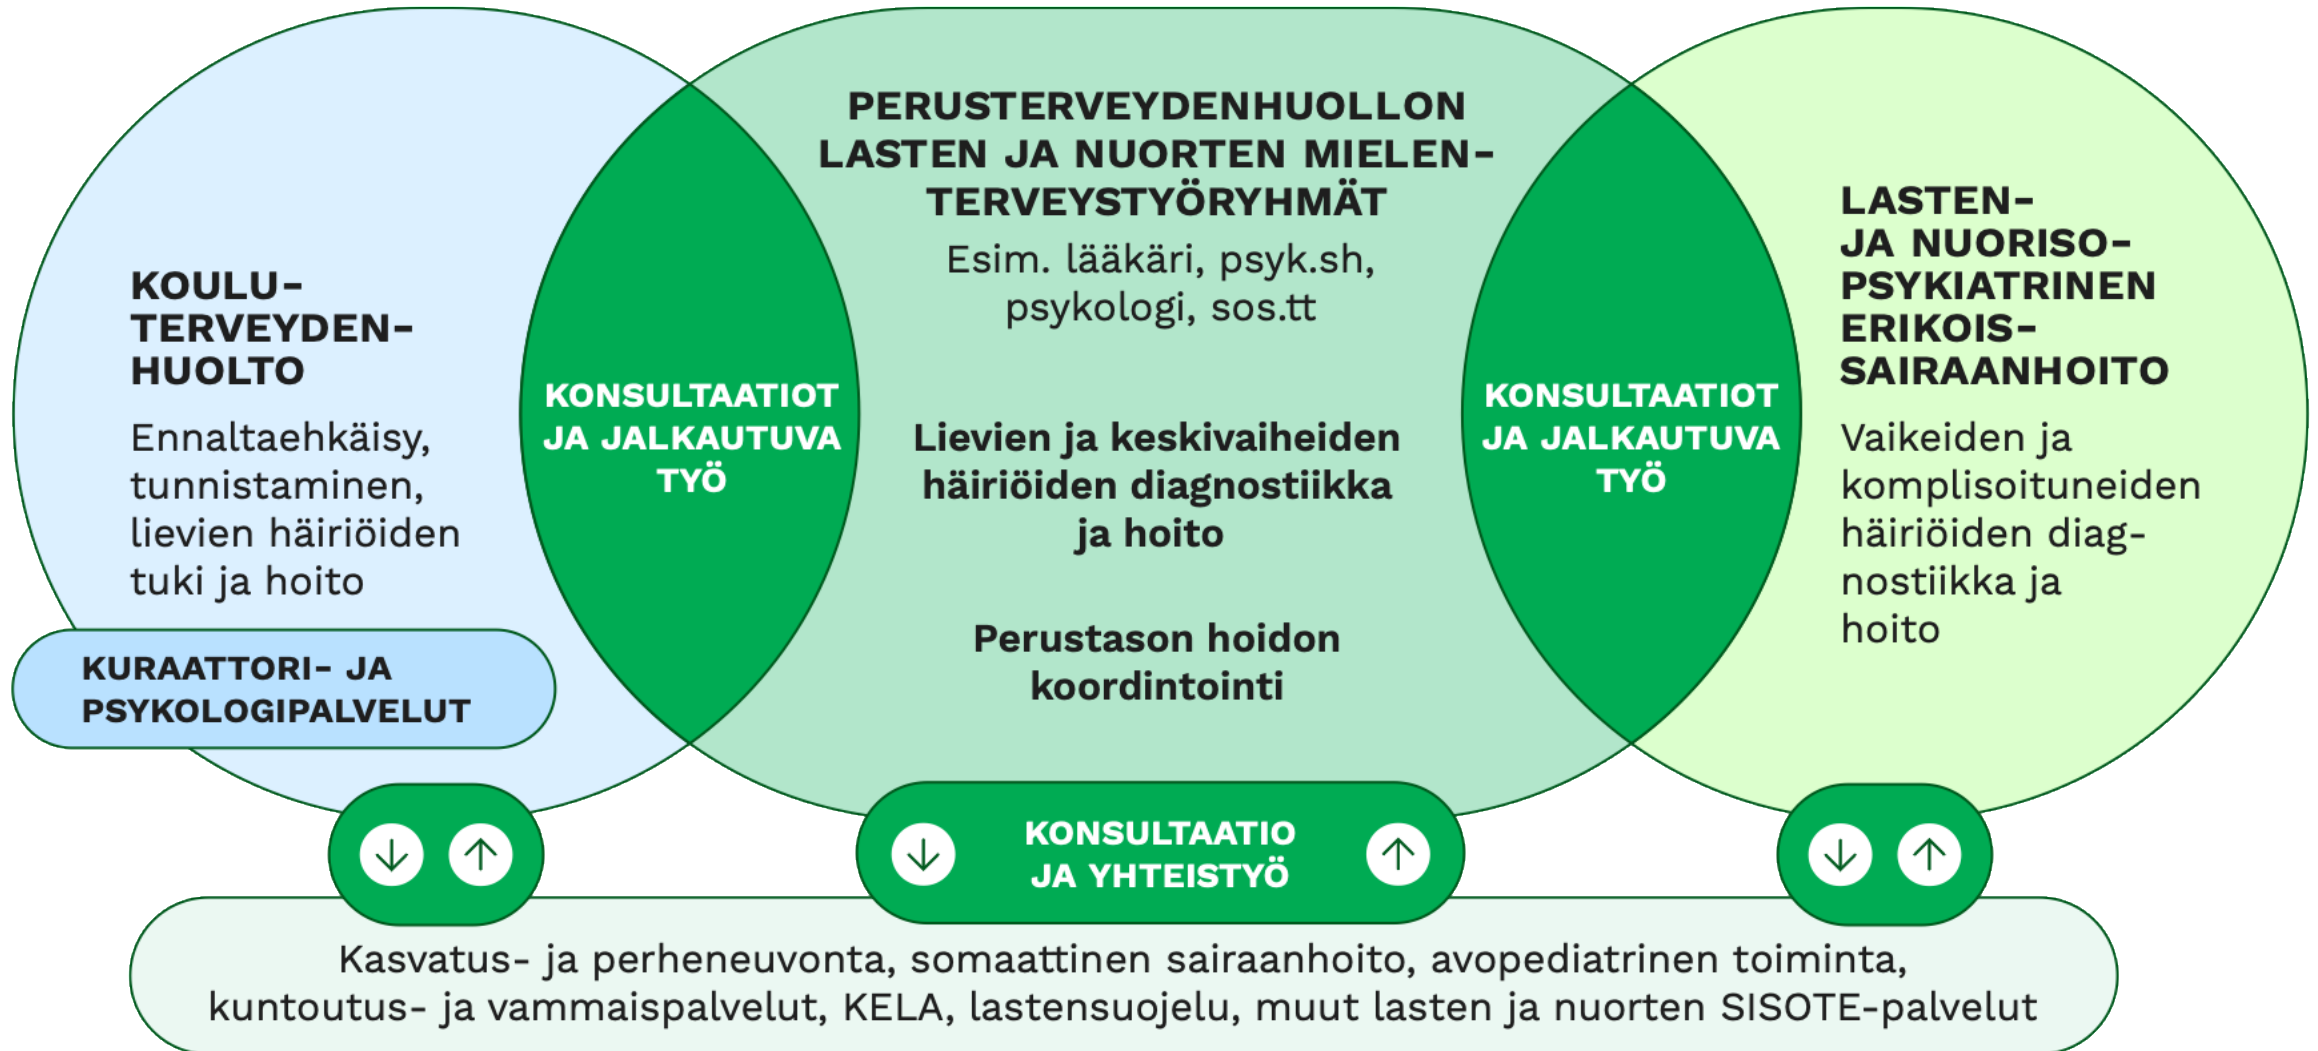 KOULU-
TERVEYDEN-
HUOLTO
Ennaltaehkäisy,
tunnistaminen,
lievien häiriöiden
tuki ja hoito
KURAATTORI- JA
PSYKOLOGIPALVELUT
KONSULTAATIOT
JA JALKAUTUVA
TYÖ
PERUSTERVEYDENHUOLLON
LASTEN JA NUORTEN MIELEN-
TERVEYSTYÖRYHMÄT
Esim. lääkäri, psyk.sh,
psykologi, sos.tt
Lievien ja keskivaiheiden
häiriöiden diagnostiikka
ja hoito
Perustason hoidon
koordintointi
KONSULTAATIOT
JA JALKAUTUVA
TYÖ
LASTEN-
JA NUORISO-
PSYKIATRINEN
ERIKOIS-
SAIRAANHOITO
Vaikeiden ja
komplisoituneiden
häiriöiden diag-
nostiikka ja
hoito
KONSULTAATIO
JA YHTEISTYÖ
Kasvatus- ja perheneuvonta, somaattinen sairaanhoito, avopediatrinen toiminta,
kuntoutus- ja vammaispalvelut, KELA, lastensuojelu, muut lasten ja nuorten SISOTE-palvelut